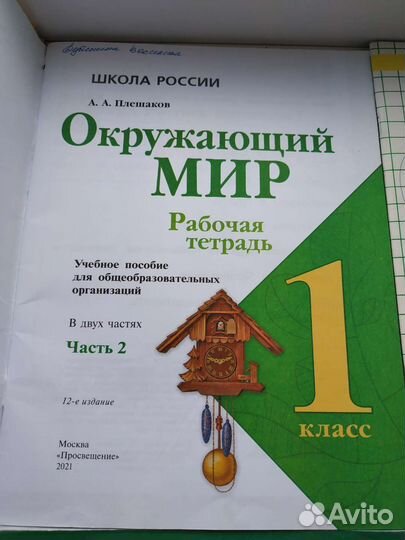 ШКОЛА РОССИИ
А. А. Плешаков
Окружающий
МИР
Рабочая
тетрадь
Учебное пособие
для общеобразовательных
организаций
В двух частях
Часть 2
12-е издание
1
КЛАСС
Москва
«Просвещение»
2021
Avito